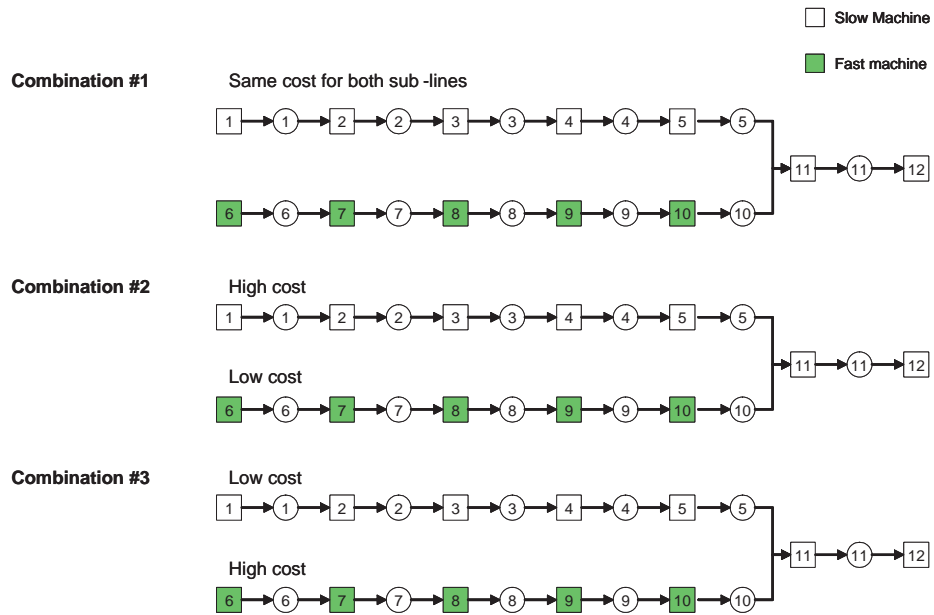 Slow Machine
Fast machine
Combination #1
Same cost for both sub -lines
1 1 2 2 3 3 4 4 5 5
11 11 12
6 6 7 7 8 8 9 9 10 10
Combination #2
High cost
1 1 2 2 3 3 4 4 5 5
11 11 12
Low cost
6 6 7 7 8 8 9 9 10 10
Combination #3
Low cost
1 1 2 2 3 3 4 4 5 5
11 11 12
High cost
6 6 7 7 8 8 9 9 10 10